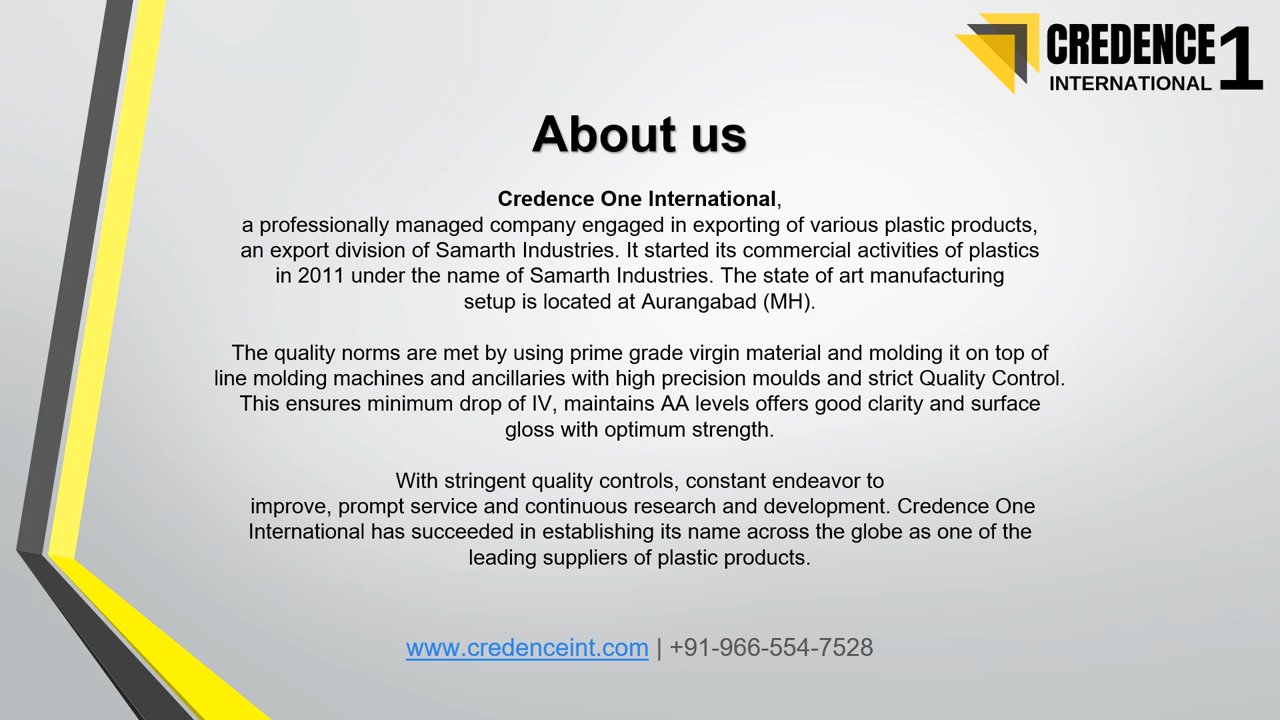 CREDENCE 1
INTERNATIONAL
About us
Credence One International,
a professionally managed company engaged in exporting of various plastic products,
an export division of Samarth Industries. It started its commercial activities of plastics
in 2011 under the name of Samarth Industries. The state of art manufacturing
setup is located at Aurangabad (MH).
The quality norms are met by using prime grade virgin material and molding it on top of
line molding machines and ancillaries with high precision moulds and strict Quality Control.
This ensures minimum drop of IV, maintains AA levels offers good clarity and surface
gloss with optimum strength.
With stringent quality controls, constant endeavor to
improve, prompt service and continuous research and development. Credence One
International has succeeded in establishing its name across the globe as one of the
leading suppliers of plastic products.
www.credenceint.com | +91-966-554-7528